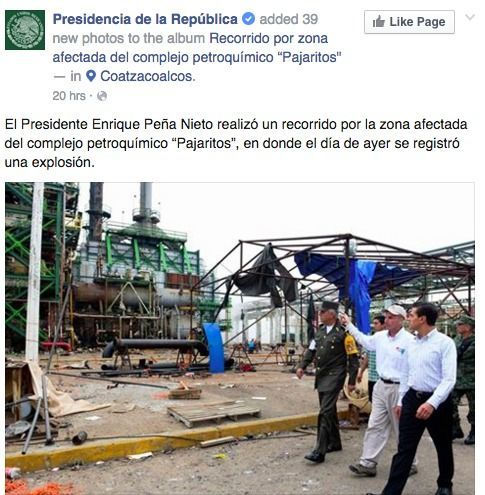 Presidencia de la República added 39
Like Page
new photos to the album Recorrido por zona
afectada del complejo petroquímico “Pajaritos"
— in Coatzacoalcos.
20 hrs ·
El Presidente Enrique Peña Nieto realizó un recorrido por la zona afectada
del complejo petroquímico “Pajaritos”, en donde el día de ayer se registró
una explosión.